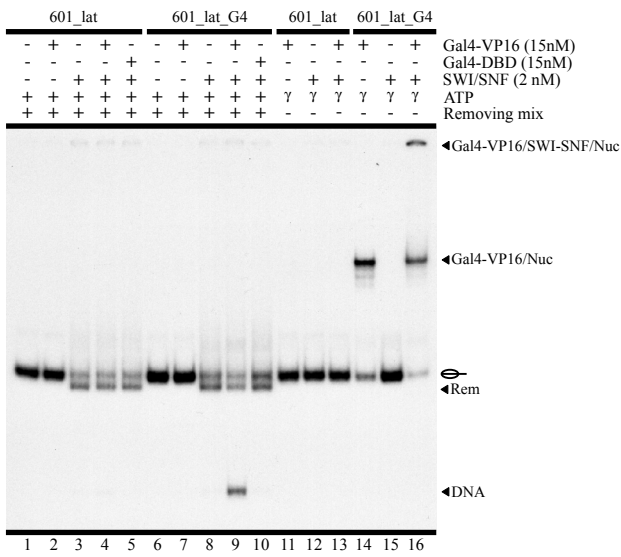 601_lat 601_lat_G4 601_lat 601_lat_G4
- + - + - - + - + - + - + + - + Gal4-VP16 (15nM)
- - - - + - - - - + - - - - - - Gal4-DBD (15nM)
- - + + + - - + + + - + + - + + SWI/SNF (2 nM)
+ + + + + + + + + + γ γ γ γ γ γ ATP
+ + + + + + + + + + - - - - - - Removing mix
◄Gal4-VP16/SWI-SNF/Nuc
◄Gal4-VP16/Nuc
◄Rem
◄DNA
1 2 3 4 5 6 7 8 9 10 11 12 13 14 15 16